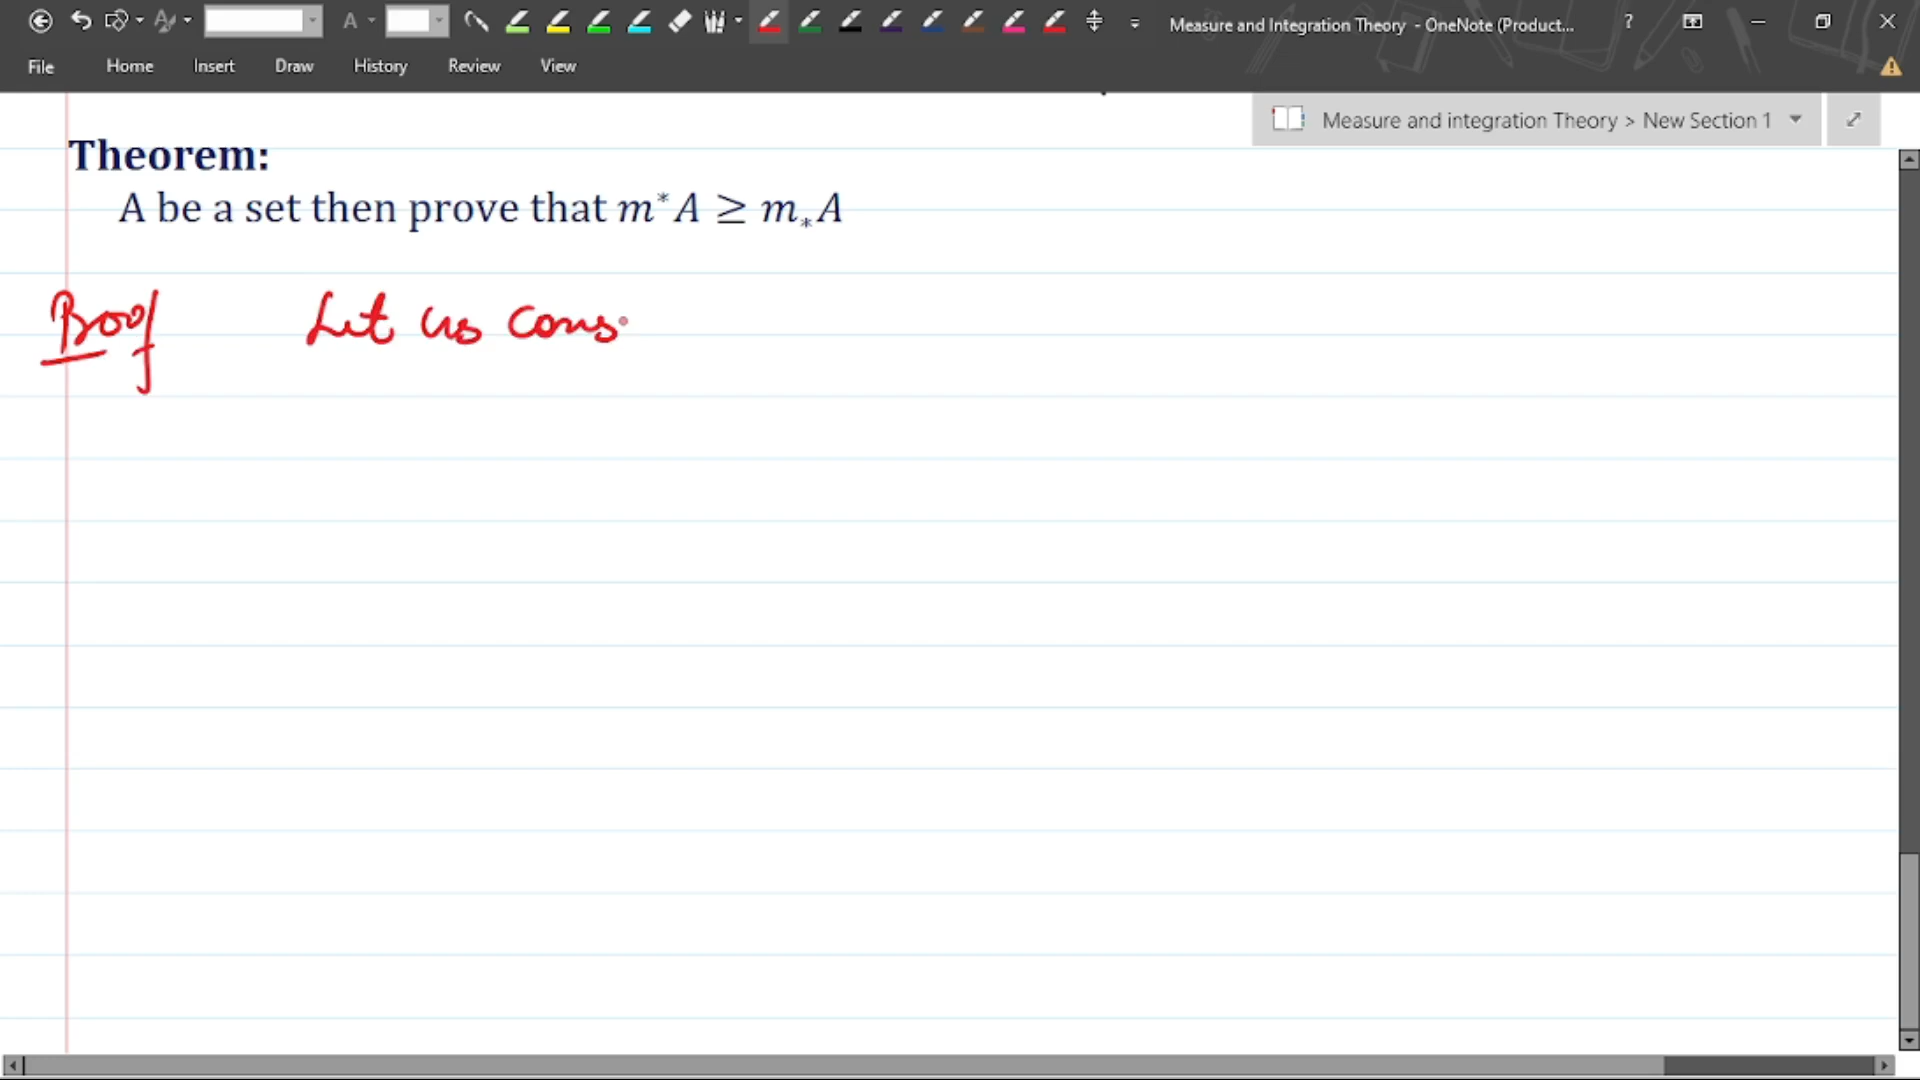 Measure and Integration Theory - OneNote (Product...
File Home Insert Draw History Review View
Measure and integration Theory > New Section 1
Theorem:
A be a set then prove that m* A ≥ m₊ A
Proof Let us cons